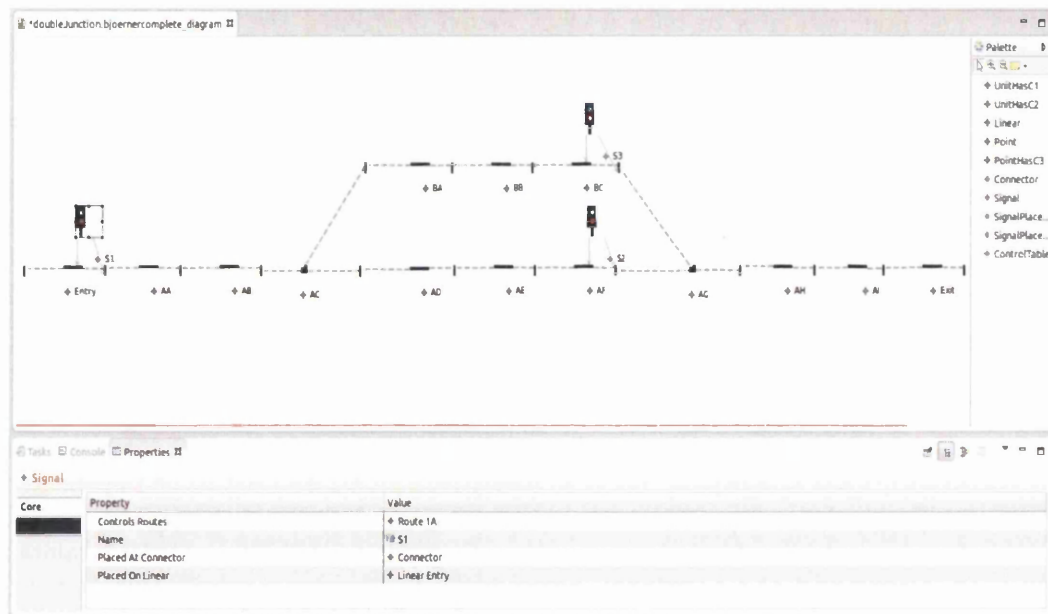 *doubleJunction.bjoernercomplete_diagram
Palette
UnitHasC1
UnitHasC2
Linear
Point
PointHasC3
Connector
Signal
SignalPlace..
SignalPlace..
ControlTable
S3
BA BB BC
S1 S2
Entry AA AB AC AD AE AF AG AH AI Exit
Tasks Console Properties
Signal
Core
Property Value
Controls Routes Route 1A
Name S1
Placed At Connector Connector
Placed On Linear Linear Entry